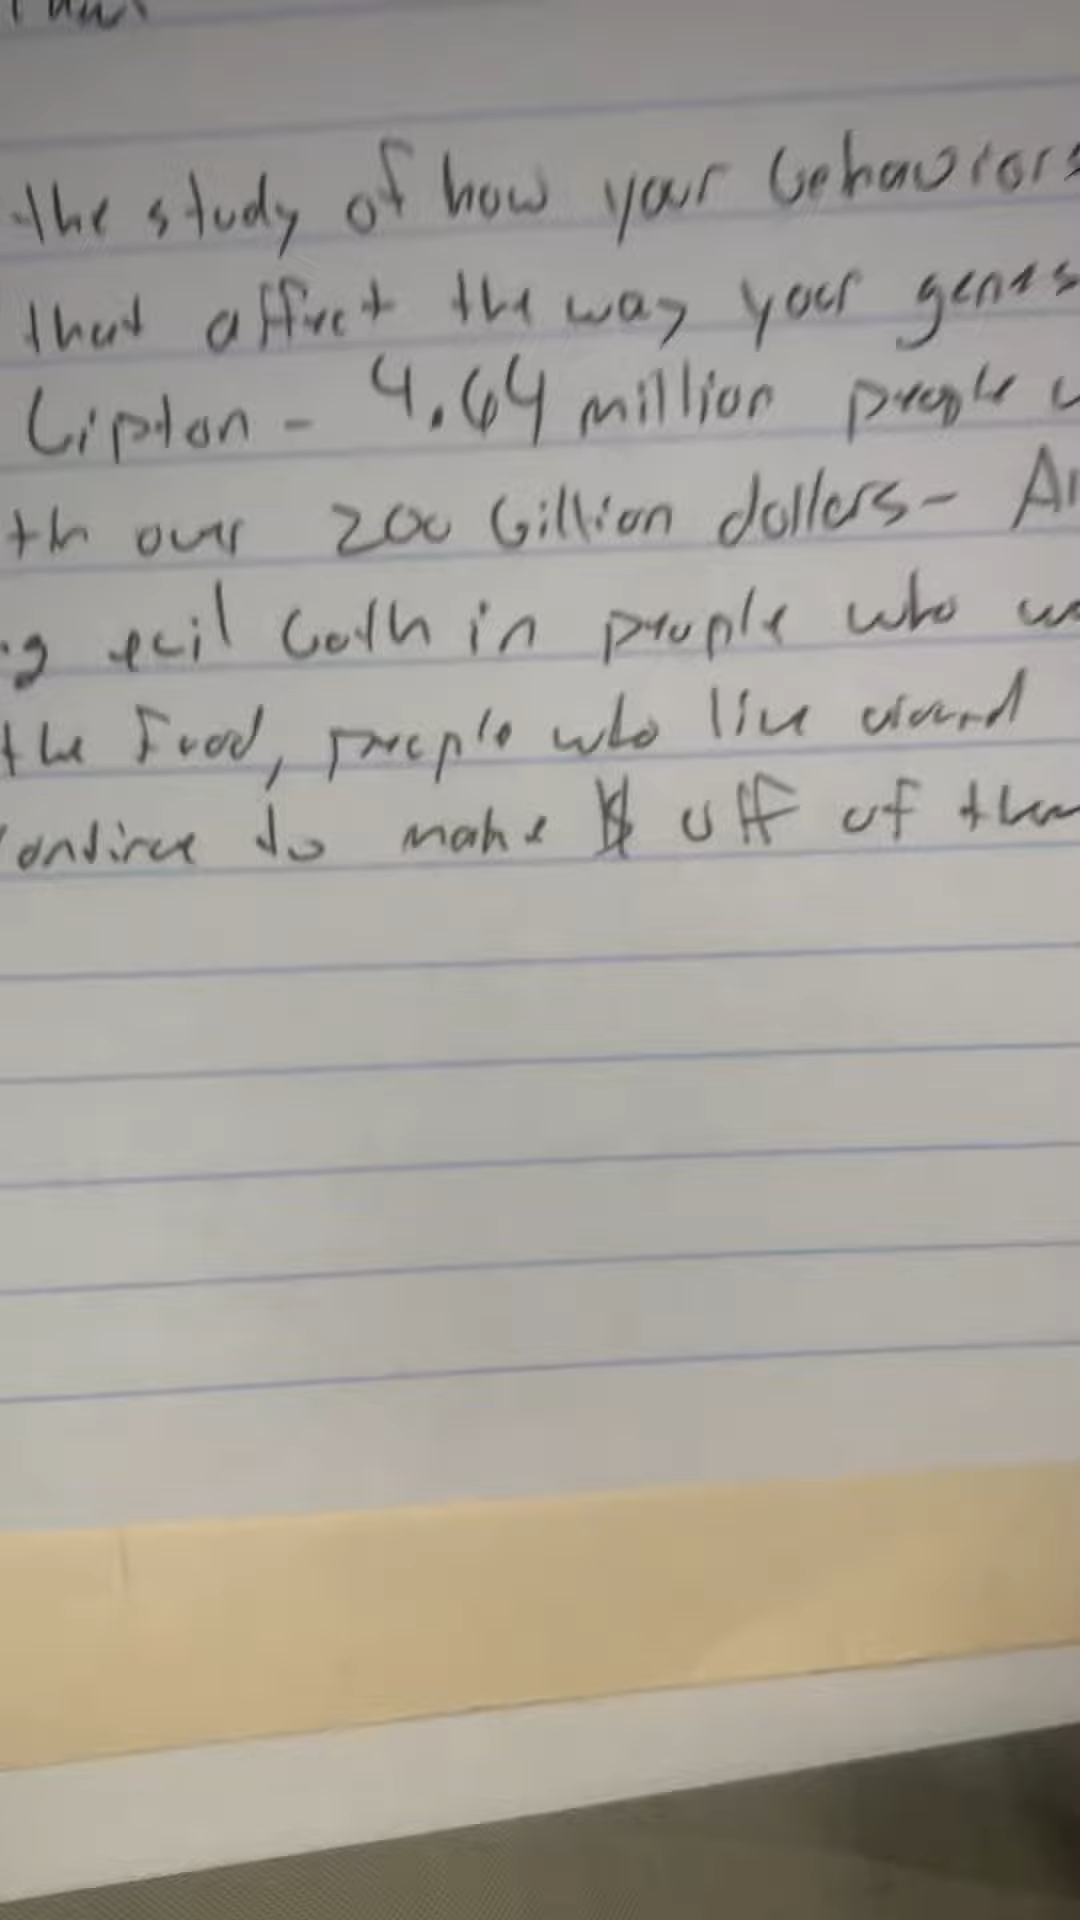 the study of how your behaviors
that affect the way your genes
Lipton - 4.64 million people
th over 200 billion dollars-
evil both in people who
the Food, people who live around
continue to make $ off of them